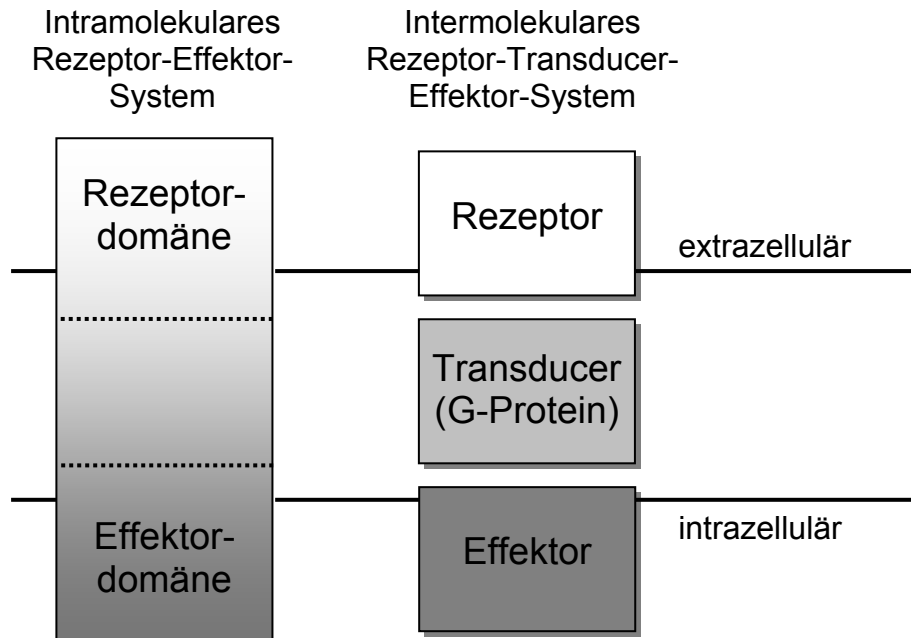 Intramolekulares
Rezeptor-Effektor-
System
Intermolekulares
Rezeptor-Transducer-
Effektor-System
Rezeptor-
domäne
Rezeptor
extrazellulär
Transducer
(G-Protein)
Effektor-
domäne
Effektor
intrazellulär